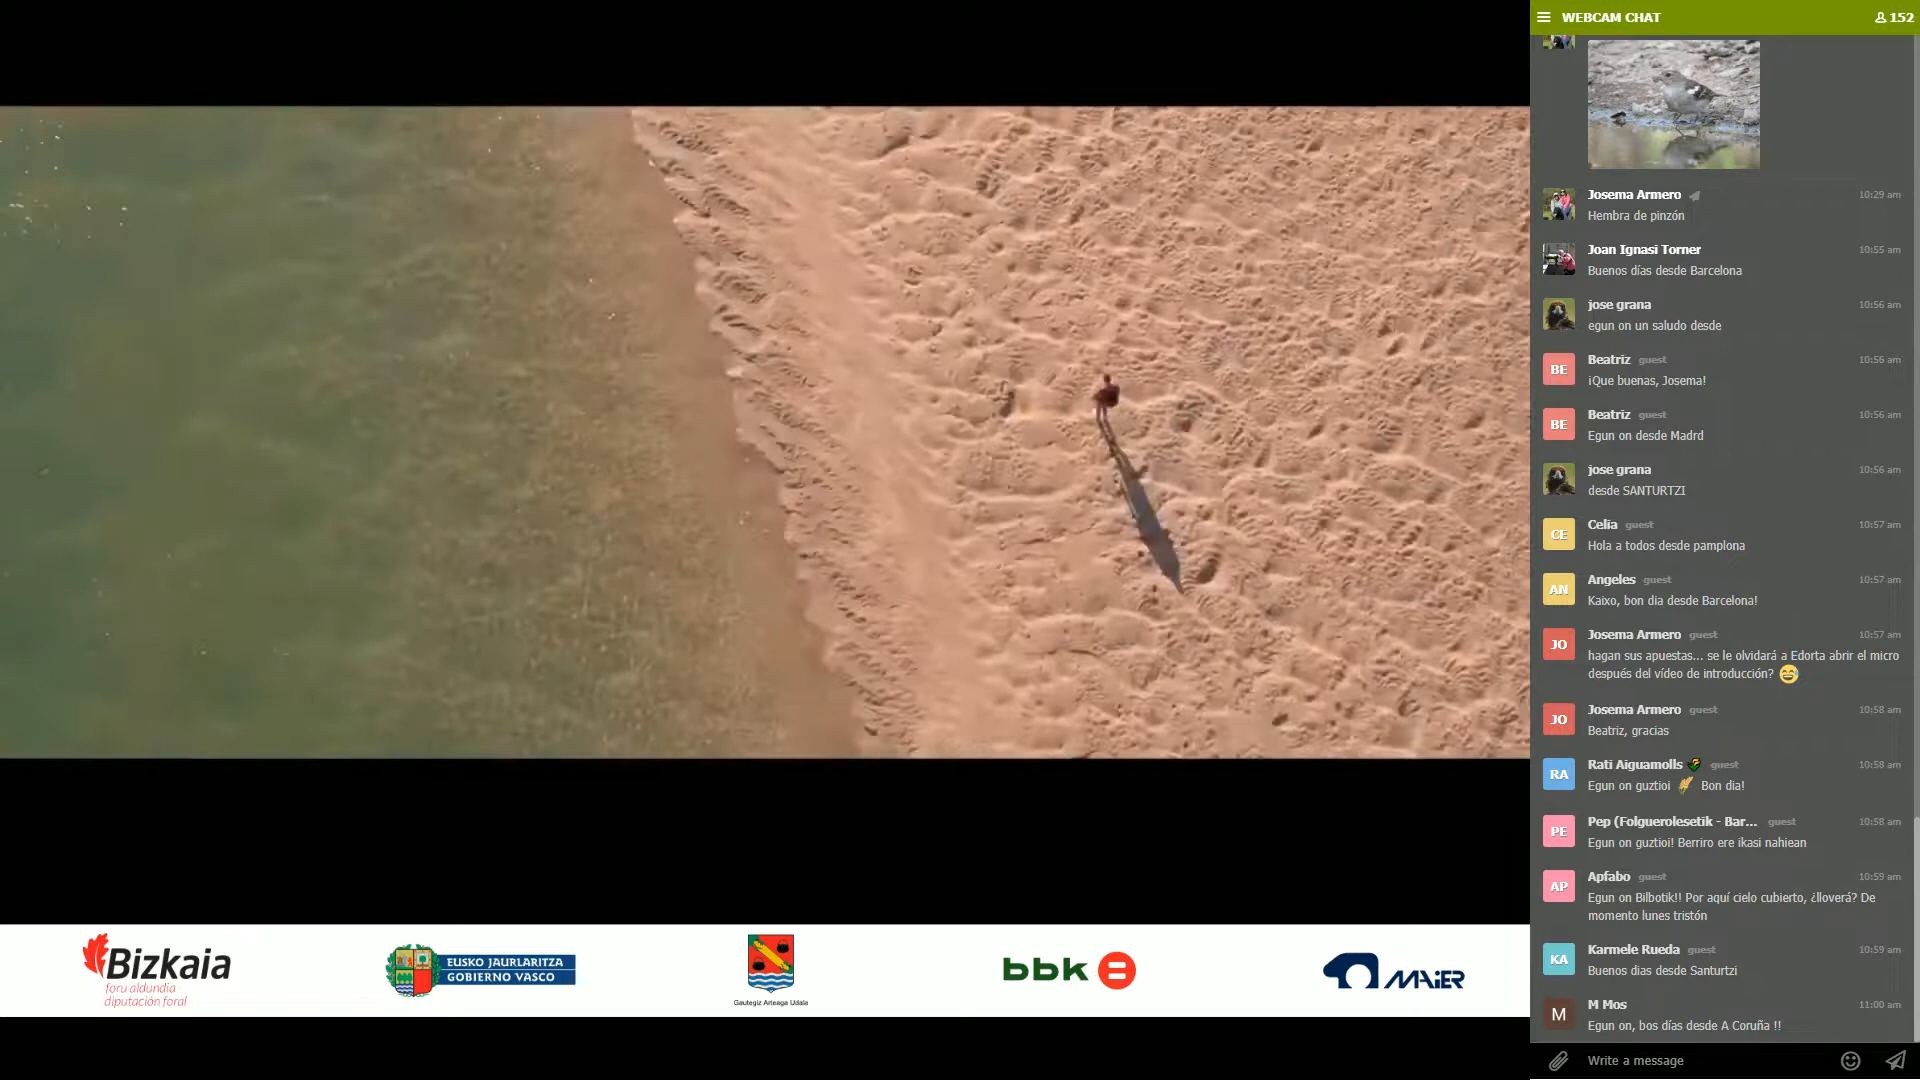 WEBCAM CHAT
152
Josema Armero
10:29 am
Hembra de pinzón
Joan Ignasi Torner
10:55 am
Buenos días desde Barcelona
jose grana
10:56 am
egun on un saludo desde
BE
Beatriz guest
10:56 am
¡Que buenas, Josema!
BE
Beatriz guest
10:56 am
Egun on desde Madrd
jose grana
10:56 am
desde SANTURTZI
CE
Celia guest
10:57 am
Hola a todos desde pamplona
AN
Angeles guest
10:57 am
Kaixo, bon dia desde Barcelona!
JO
Josema Armero guest
10:57 am
hagan sus apuestas... se le olvidará a Edorta abrir el micro
después del vídeo de introducción? 😅
JO
Josema Armero guest
10:58 am
Beatriz, gracias
RA
Rati Aiguamolls guest
10:58 am
Egun on guztioi 🌾 Bon dia!
PE
Pep (Folguerolesetik - Bar... guest
10:58 am
Egun on guztioi! Berriro ere ikasi nahiean
AP
Apfabo guest
10:59 am
Egun on Bilbotik!! Por aquí cielo cubierto, ¿lloverá? De
momento lunes tristón
KA
Karmele Rueda guest
10:59 am
Buenos dias desde Santurtzi
M
M Mos
11:00 am
Egun on, bos días desde A Coruña !!
Write a message
Bizkaia
foru aldundia
diputación foral
EUSKO JAURLARITZA
GOBIERNO VASCO
Gautegiz Arteaga Udala
bbk
MAIER